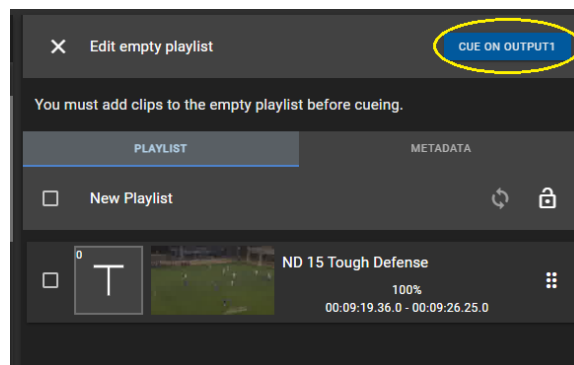 Edit empty playlist
CUE ON OUTPUT1
You must add clips to the empty playlist before cueing.
PLAYLIST
METADATA
New Playlist
0
T
ND 15 Tough Defense
100%
00:09:19.36.0 - 00:09:26.25.0